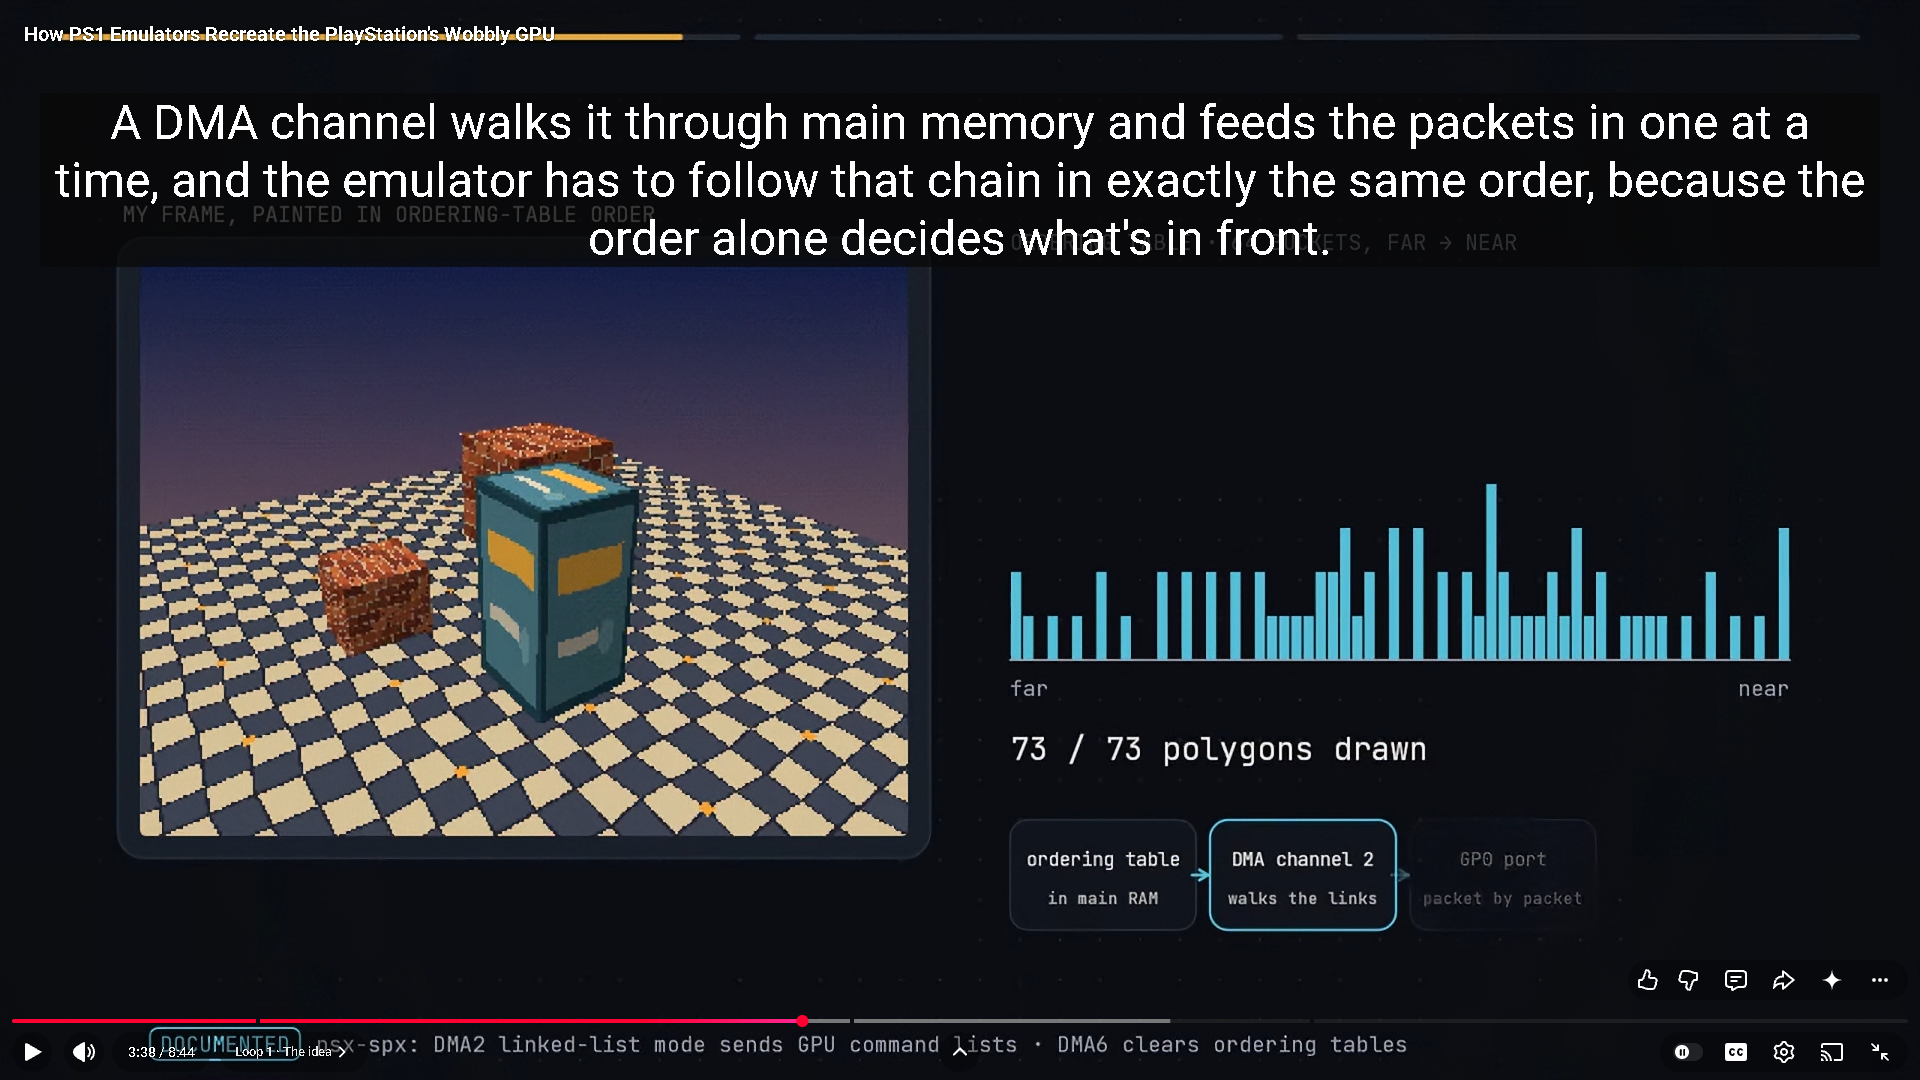 How PS1 Emulators Recreate the PlayStation's Wobbly GPU
A DMA channel walks it through main memory and feeds the packets in one at a
time, and the emulator has to follow that chain in exactly the same order, because the
order alone decides what's in front.
MY FRAME, PAINTED IN ORDERING-TABLE ORDER
FAR → NEAR
far
near
73 / 73 polygons drawn
ordering table
in main RAM
DMA channel 2
walks the links
GP0 port
packet by packet
DOCUMENTED
psx-spx: DMA2 linked-list mode sends GPU command lists · DMA6 clears ordering tables
3:38 / 8:44
Loop 1 · The idea
CC